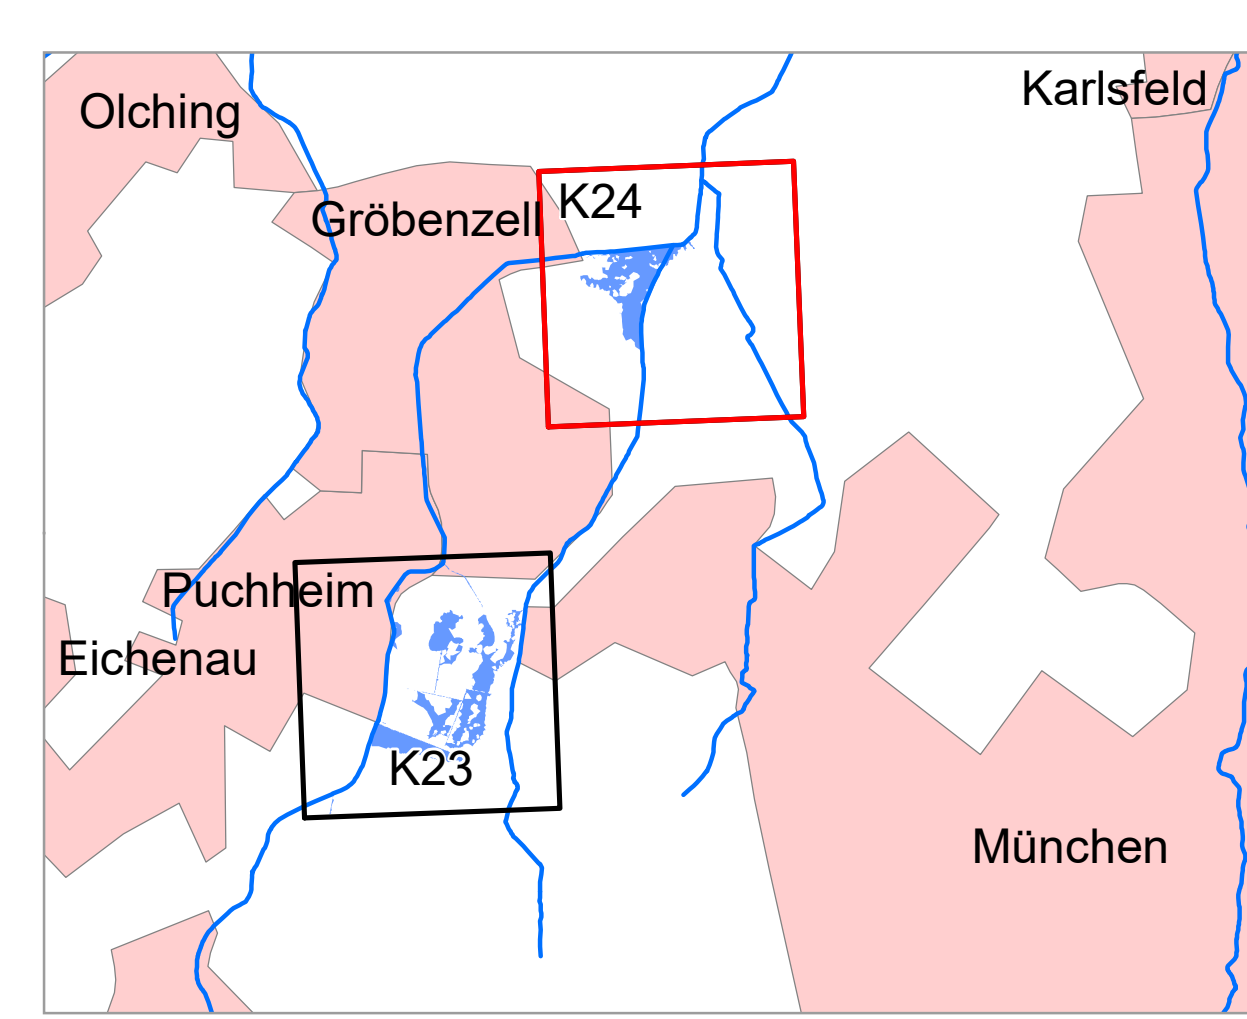 Karlsfeld
Olching
K24
Gröbenzell
Puchheim
Eichenau
K23
München